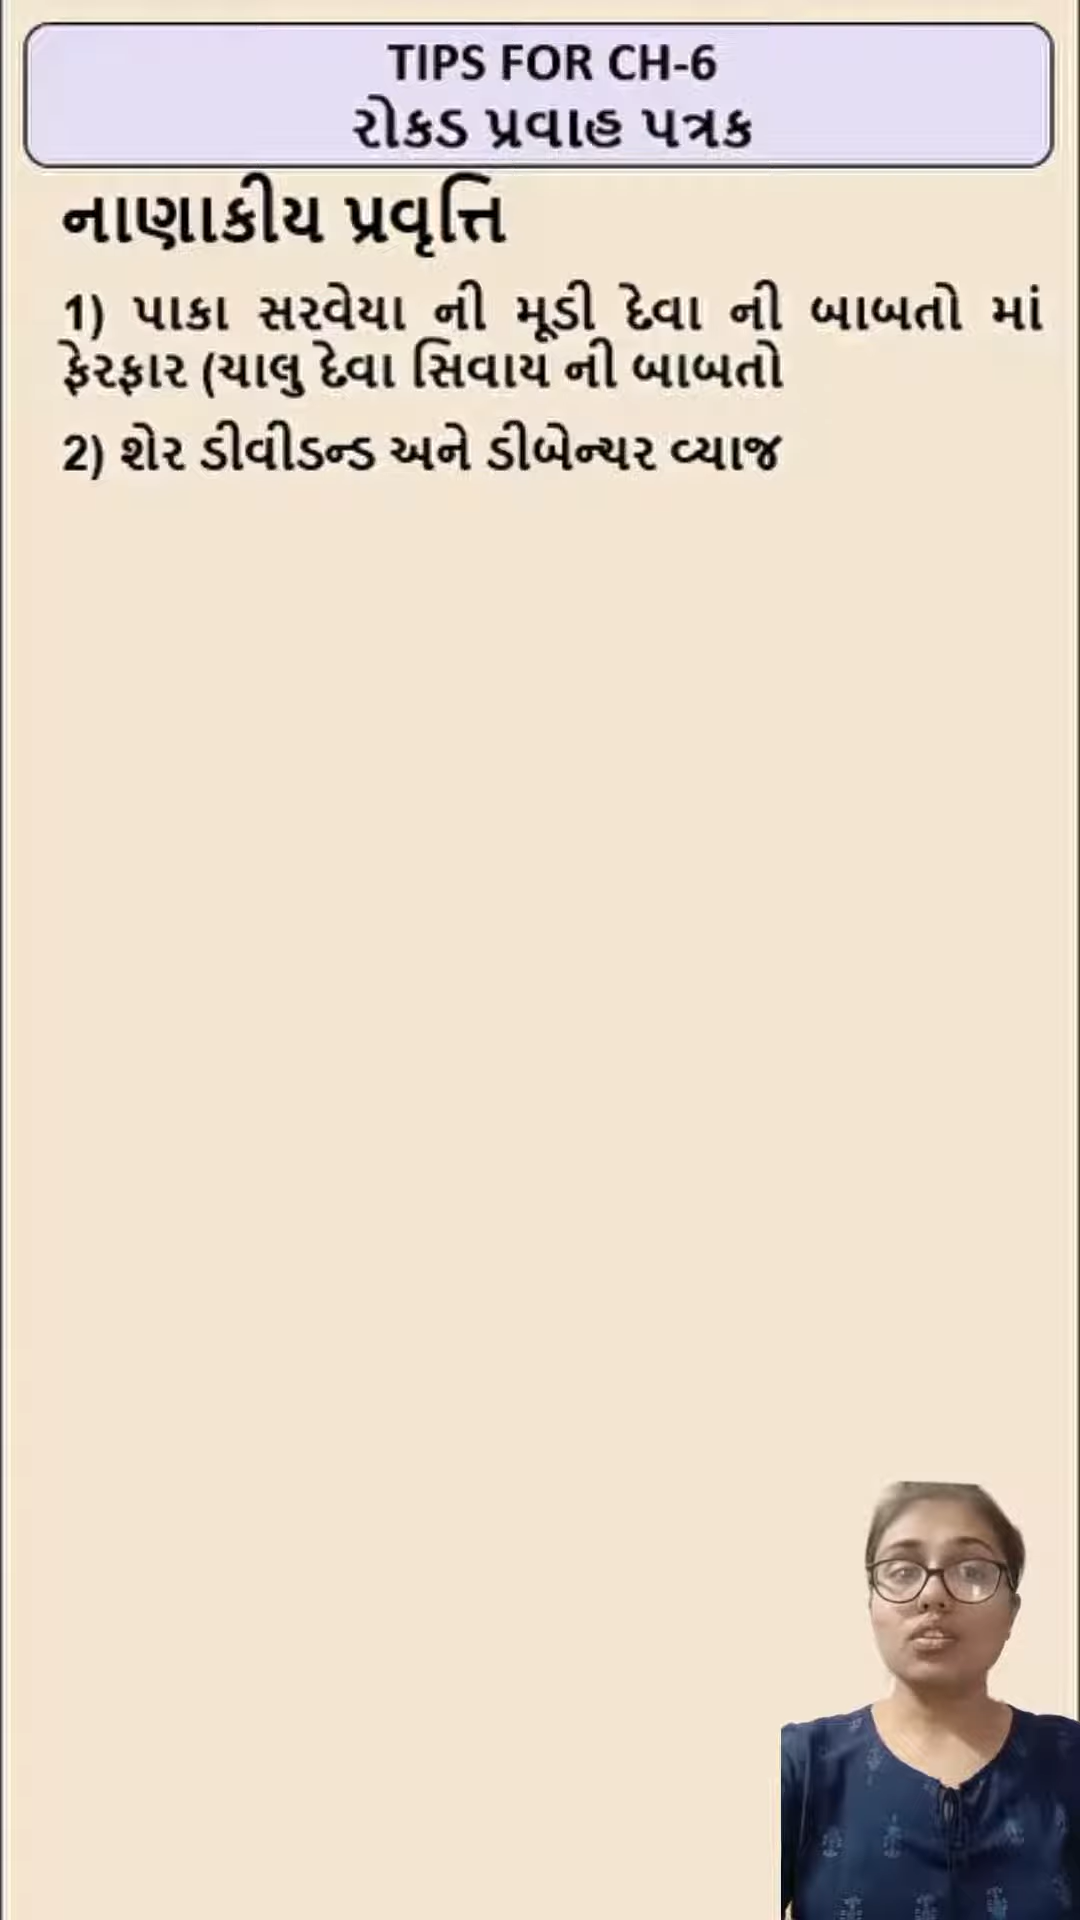 TIPS FOR CH-6
રોકડ પ્રવાહ પત્રક
નાણાકીય પ્રવૃત્તિ
1) પાકા સરવેયા ની મૂડી દેવા ની બાબતો માં
ફેરફાર (ચાલુ દેવા સિવાય ની બાબતો
2) શેર ડીવીડન્ડ અને ડીબેન્ચર વ્યાજ